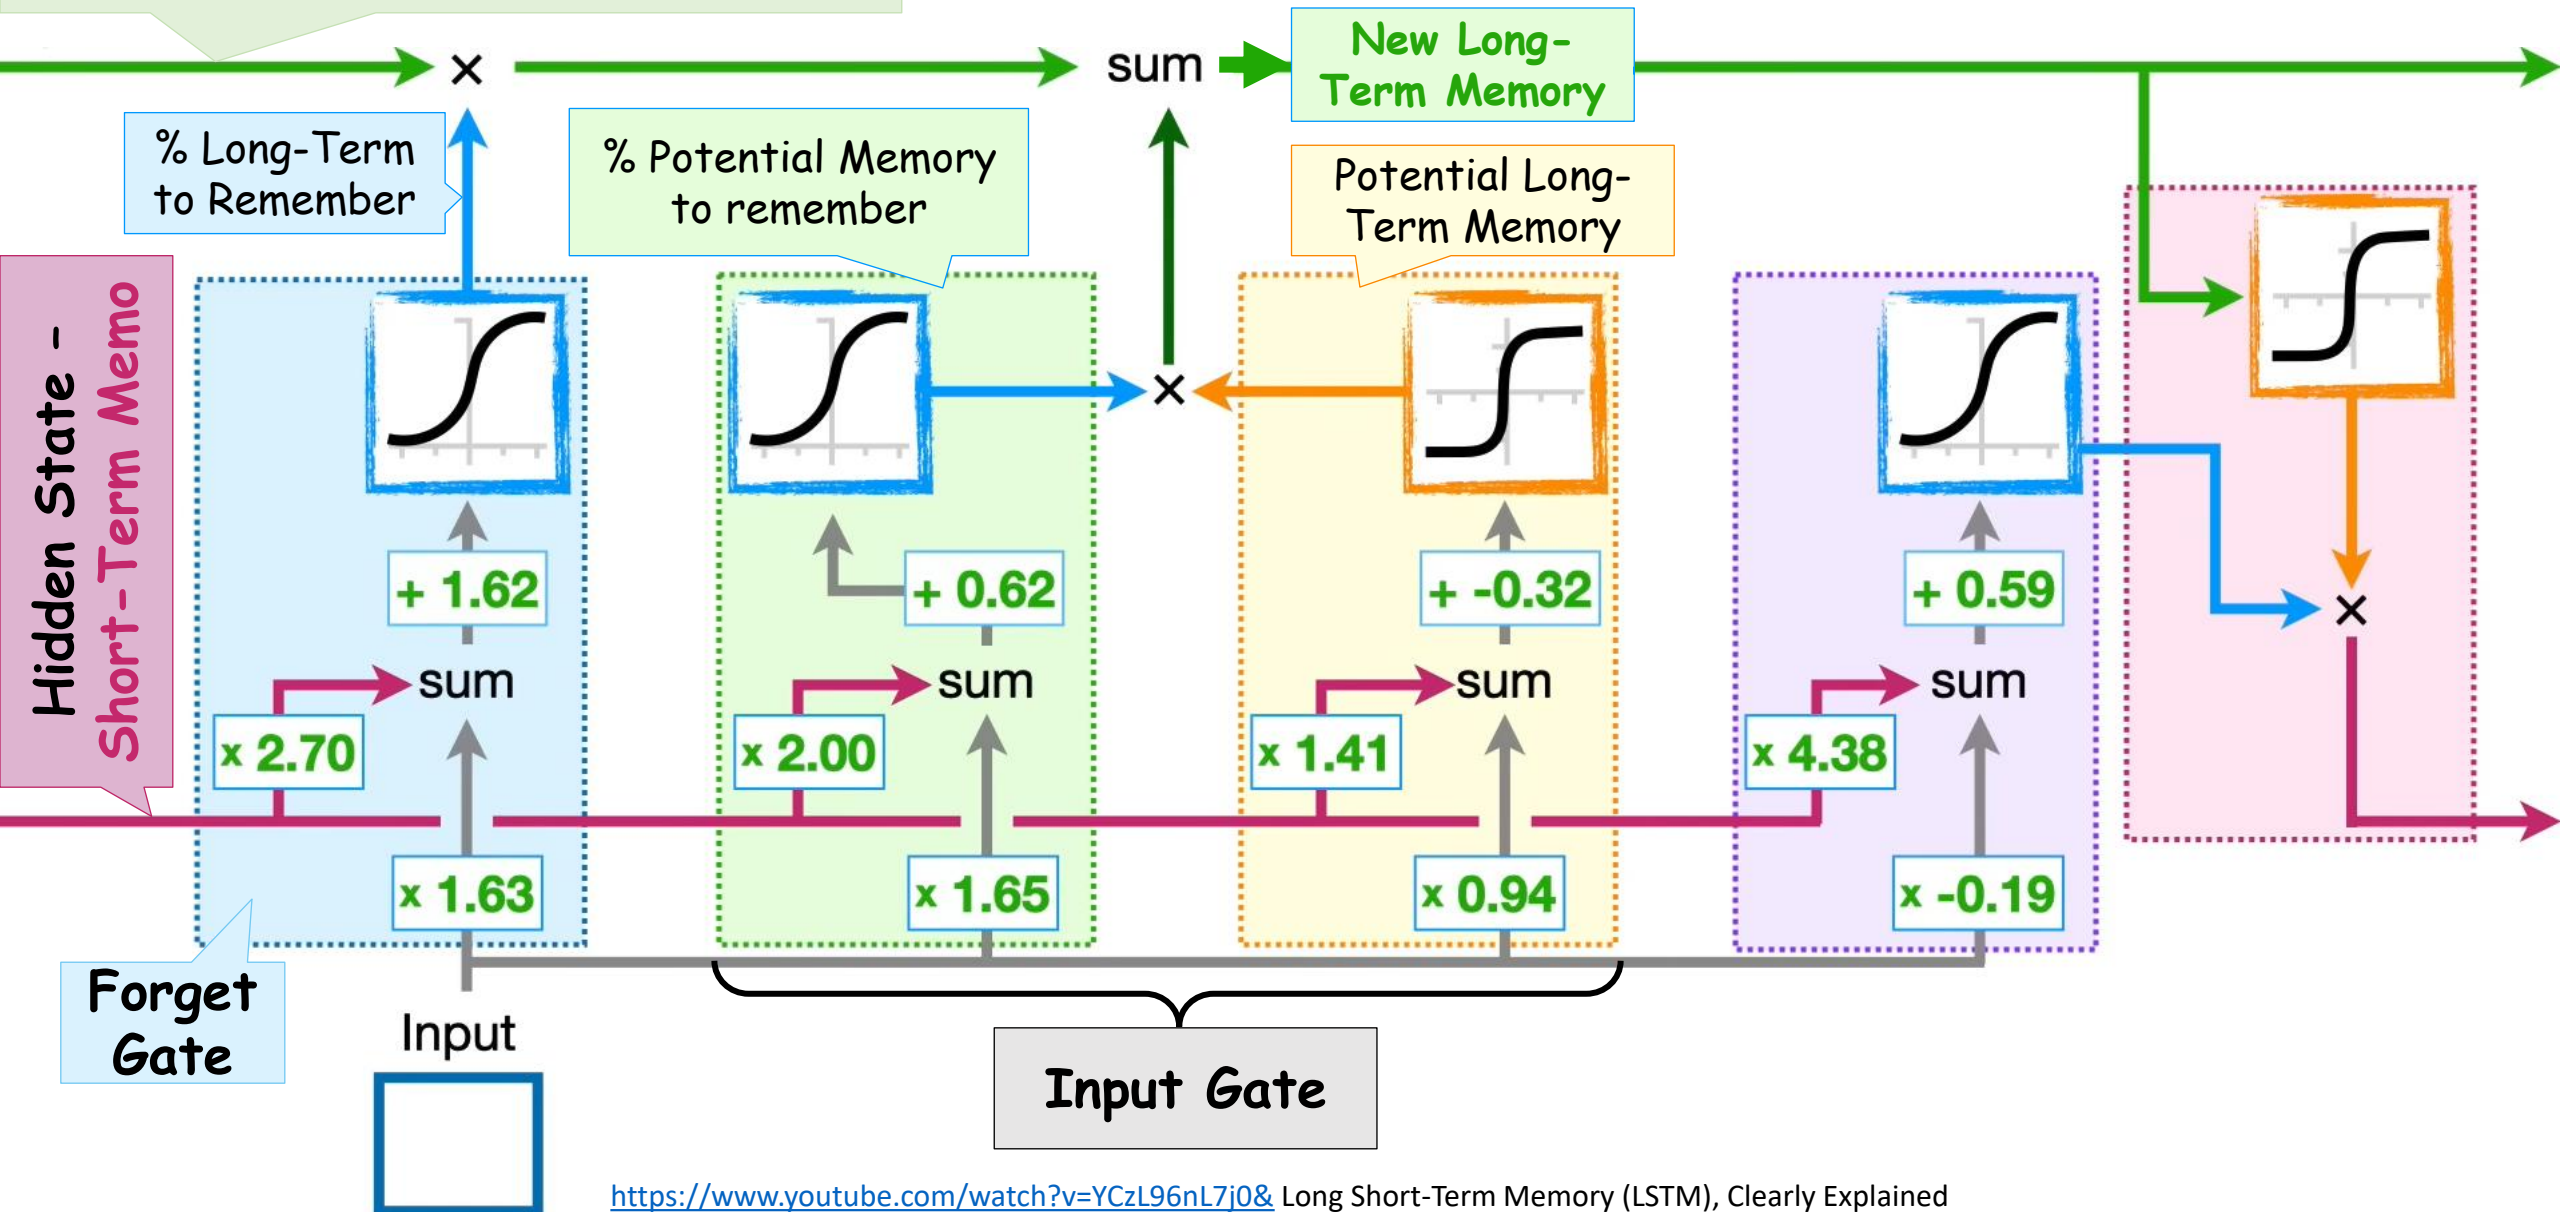 ×
sum
New Long-
Term Memory
% Long-Term
to Remember
% Potential Memory
to remember
Potential Long-
Term Memory
Hidden State -
Short-Term Memo
×
+ 1.62
+ 0.62
+ -0.32
+ 0.59
×
sum
sum
sum
sum
x 2.70
x 2.00
x 1.41
x 4.38
x 1.63
x 1.65
x 0.94
x -0.19
Forget
Gate
Input
Input Gate
https://www.youtube.com/watch?v=YCzL96nL7j0& Long Short-Term Memory (LSTM), Clearly Explained